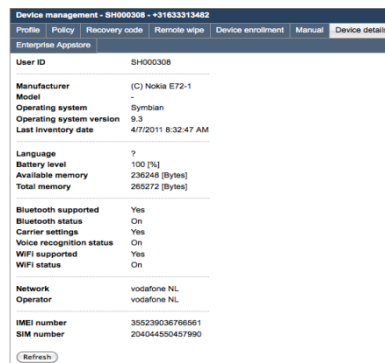 Device management - SH000308 - +31633313482
Profile Policy Recovery code Remote wipe Device enrollment Manual Device details
Enterprise Appstore
User ID SH000308
Manufacturer (C) Nokia E72-1
Model -
Operating system Symbian
Operating system version 9.3
Last inventory date 4/7/2011 8:32:47 AM
Language ?
Battery level 100 [%]
Available memory 236248 [Bytes]
Total memory 265272 [Bytes]
Bluetooth supported Yes
Bluetooth status On
Carrier settings Yes
Voice recognition status On
WiFi supported Yes
WiFi status On
Network vodafone NL
Operator vodafone NL
IMEI number 355239036766561
SIM number 204044550457990
Refresh